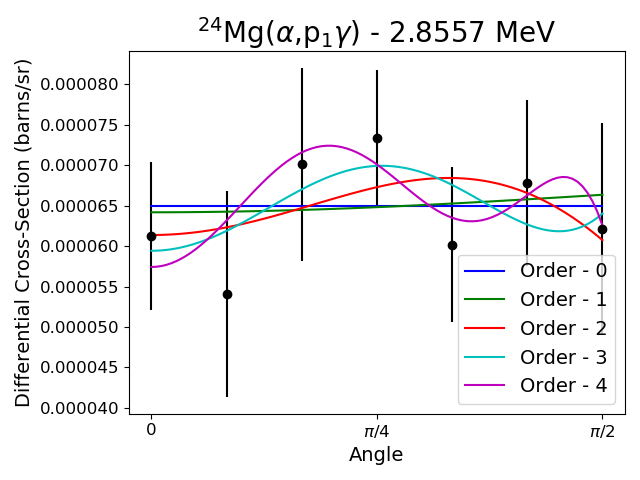 ²⁴Mg(α,p₁γ) - 2.8557 MeV
Differential Cross-Section (barns/sr)
0.000080
0.000075
0.000070
0.000065
0.000060
0.000055
0.000050
0.000045
0.000040
Order - 0
Order - 1
Order - 2
Order - 3
Order - 4
0
π/4
π/2
Angle